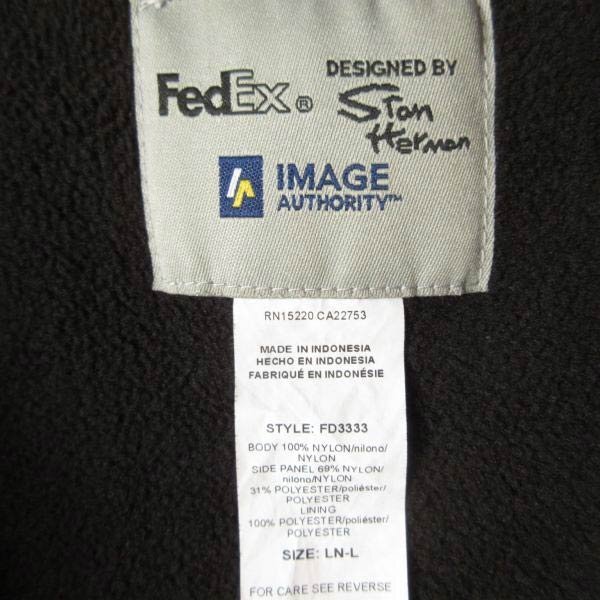 FedEx®
DESIGNED BY
Stan
Herman
IMAGE
AUTHORITY™
RN15220 CA22753
MADE IN INDONESIA
HECHO EN INDONESIA
FABRIQUÉ EN INDONÉSIE
STYLE: FD3333
BODY 100% NYLON/nilono/
NYLON
SIDE PANEL 69% NYLON/
nilono/NYLON
31% POLYESTER/poliéster/
POLYESTER
LINING
100% POLYESTER/poliéster/
POLYESTER
SIZE: LN-L
FOR CARE SEE REVERSE